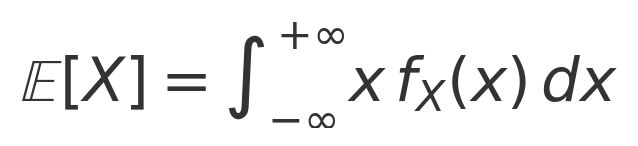 𝔼[X] = ∫_{-∞}^{+∞} x f_X(x) dx